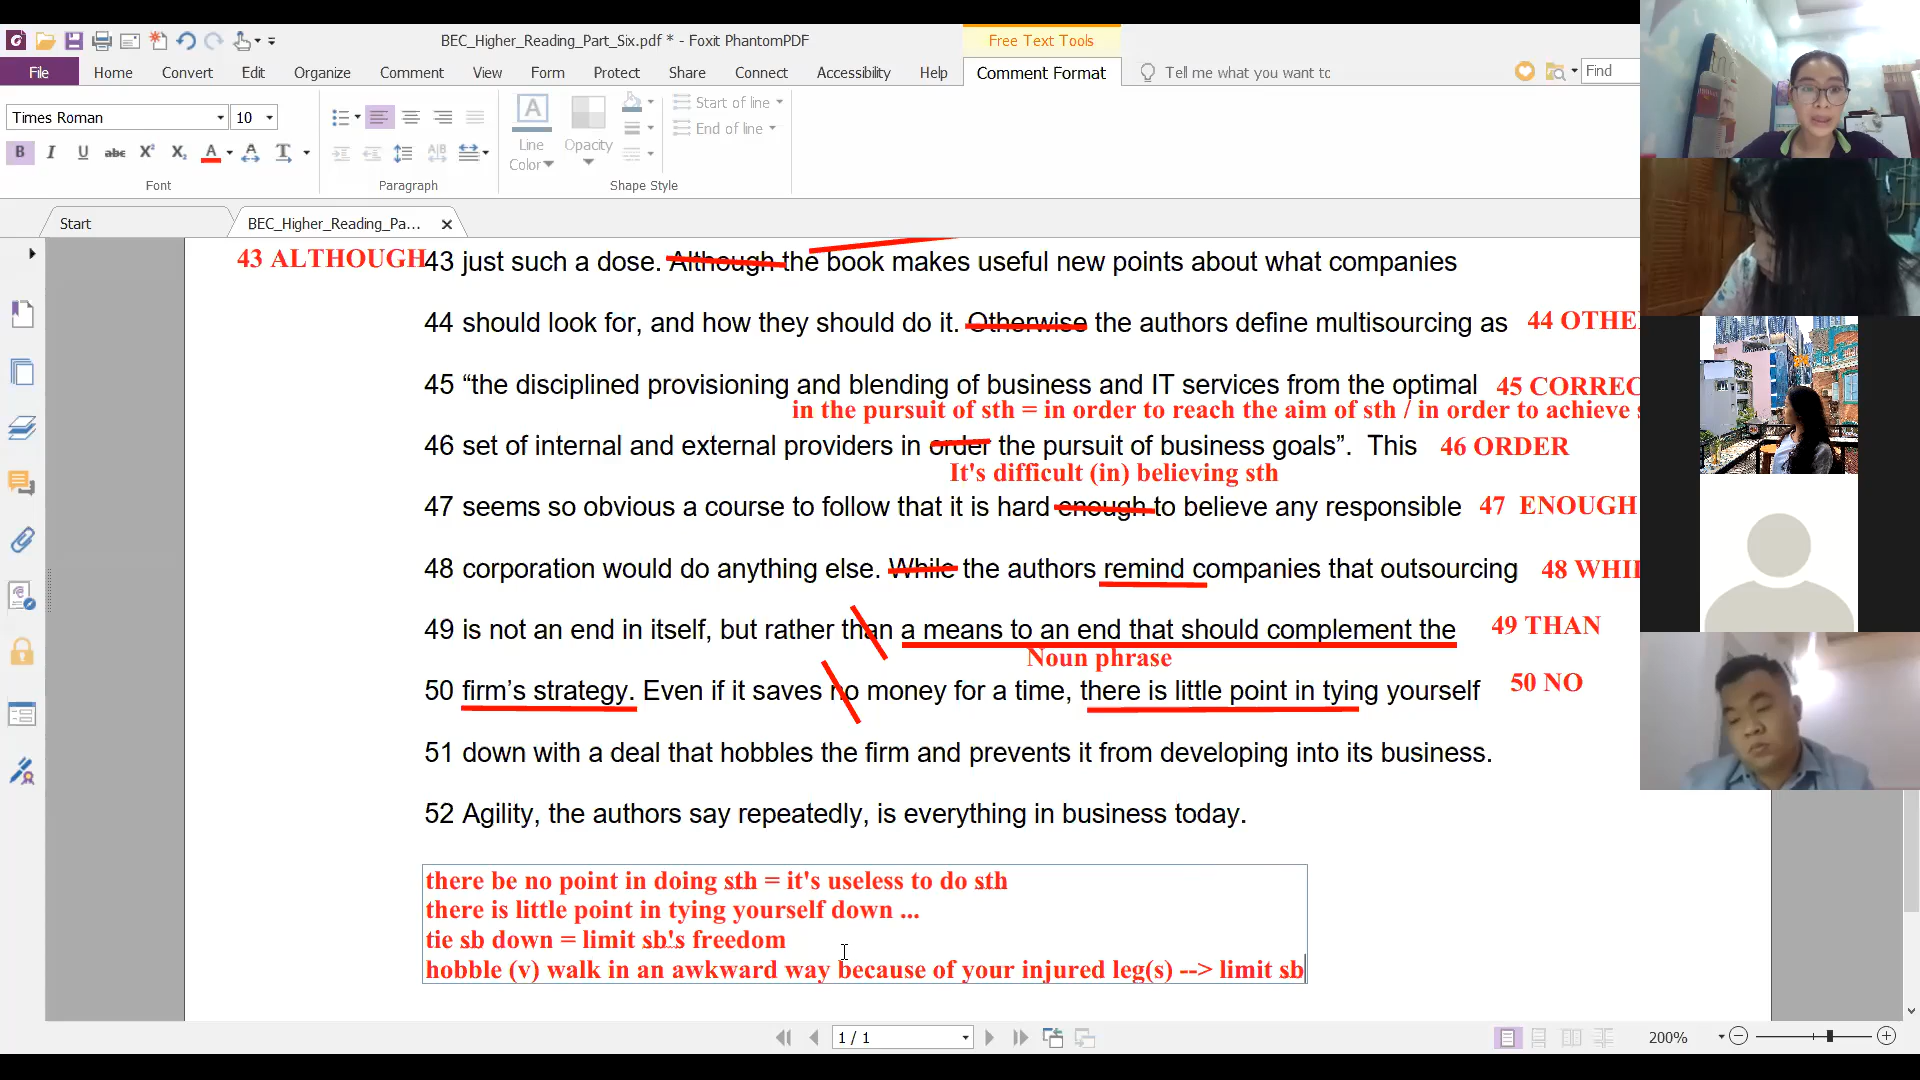 BEC_Higher_Reading_Part_Six.pdf * - Foxit PhantomPDF
Free Text Tools
File Home Convert Edit Organize Comment View Form Protect Share Connect Accessibility Help Comment Format Tell me what you want to Find
Times Roman 10
Start of line
End of line
B I U abc X² X₂ A
Line Color
Opacity
Font Paragraph Shape Style
Start BEC_Higher_Reading_Pa...
43 ALTHOUGH
43 just such a dose. Although the book makes useful new points about what companies
44 should look for, and how they should do it. Otherwise the authors define multisourcing as 44 OTHE
45 “the disciplined provisioning and blending of business and IT services from the optimal 45 CORREC
in the pursuit of sth = in order to reach the aim of sth / in order to achieve
46 set of internal and external providers in order the pursuit of business goals”. This 46 ORDER
It's difficult (in) believing sth
47 seems so obvious a course to follow that it is hard enough to believe any responsible 47 ENOUGH
48 corporation would do anything else. While the authors remind companies that outsourcing 48 WHI
49 is not an end in itself, but rather than a means to an end that should complement the 49 THAN
Noun phrase
50 firm’s strategy. Even if it saves no money for a time, there is little point in tying yourself 50 NO
51 down with a deal that hobbles the firm and prevents it from developing into its business.
52 Agility, the authors say repeatedly, is everything in business today.
there be no point in doing sth = it's useless to do sth
there is little point in tying yourself down ...
tie sb down = limit sb's freedom
hobble (v) walk in an awkward way because of your injured leg(s) --> limit sb
1 / 1
200%